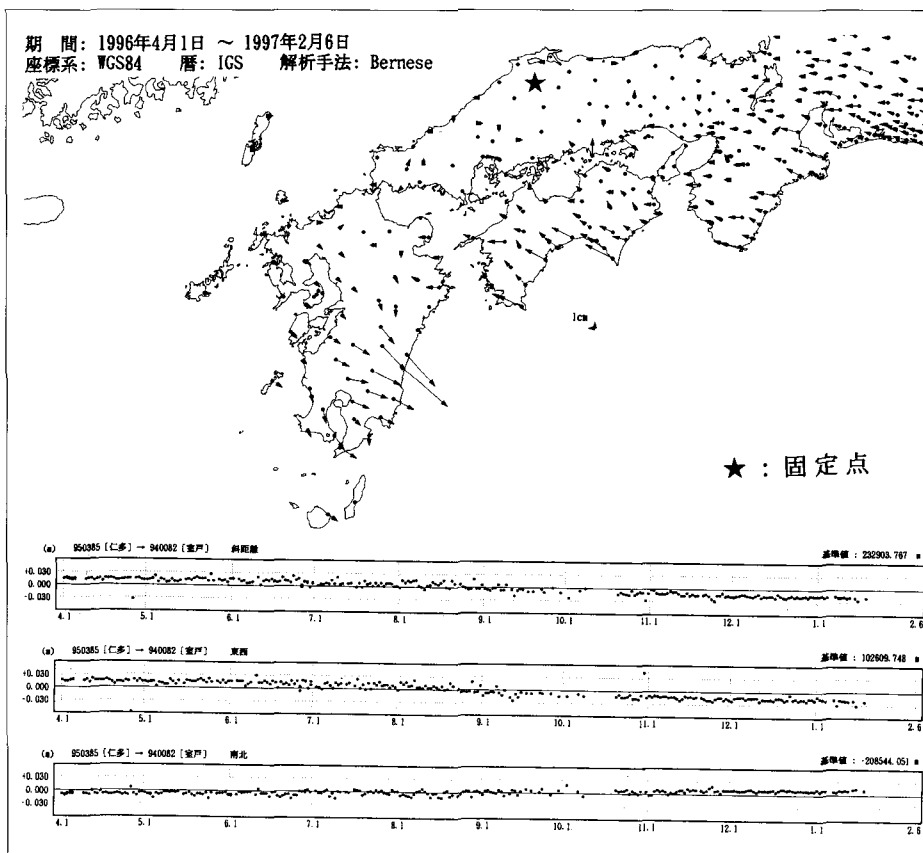 期 間: 1996年4月1日 ～ 1997年2月6日
座標系: WGS84 暦: IGS 解析手法: Bernese
1cm
★ : 固定点
(m) 950385 [仁多] → 940082 [室戸] 斜距離 基準値 : 232903.767 m
+0.030
0.000
-0.030
4.1 5.1 6.1 7.1 8.1 9.1 10.1 11.1 12.1 1.1 2.6
(m) 950385 [仁多] → 940082 [室戸] 東西 基準値 : 102609.748 m
+0.030
0.000
-0.030
4.1 5.1 6.1 7.1 8.1 9.1 10.1 11.1 12.1 1.1 2.6
(m) 950385 [仁多] → 940082 [室戸] 南北 基準値 : -208544.051 m
+0.030
0.000
-0.030
4.1 5.1 6.1 7.1 8.1 9.1 10.1 11.1 12.1 1.1 2.6